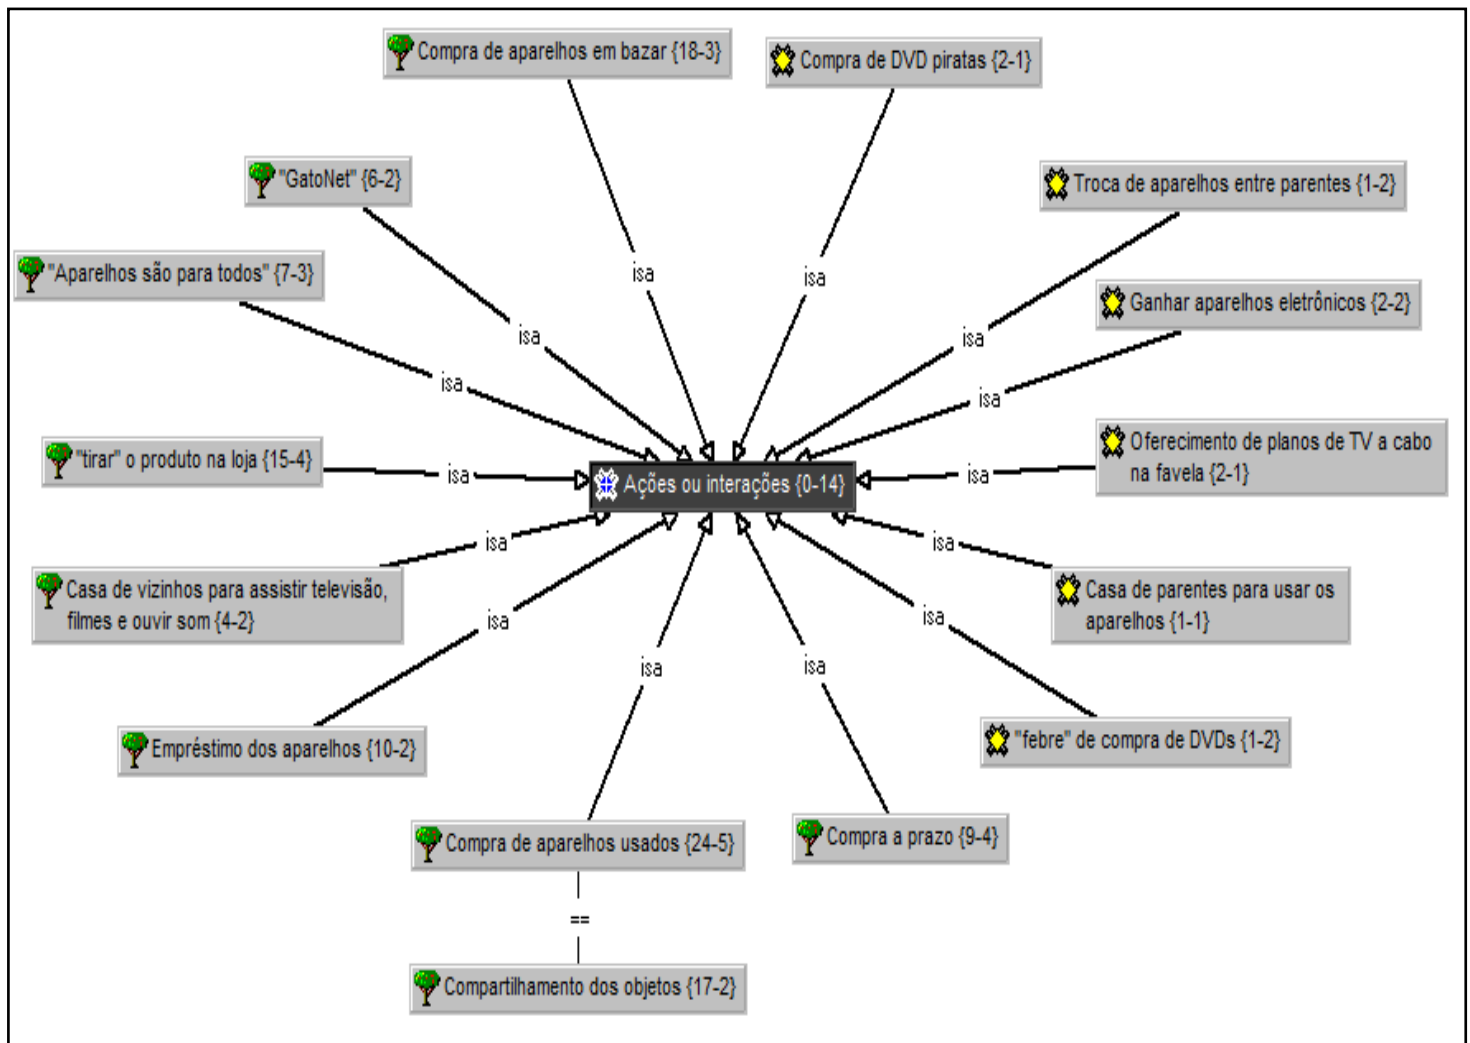 Compra de aparelhos em bazar {18-3}
Compra de DVD piratas {2-1}
"GatoNet" {6-2}
Troca de aparelhos entre parentes {1-2}
"Aparelhos são para todos" {7-3}
isa
isa
Ganhar aparelhos eletrônicos {2-2}
isa
isa
isa
isa
"tirar" o produto na loja {15-4}
Oferecimento de planos de TV a cabo
na favela {2-1}
isa
isa
Ações ou interações {0-14}
isa
isa
Casa de vizinhos para assistir televisão,
filmes e ouvir som {4-2}
Casa de parentes para usar os
aparelhos {1-1}
isa
isa
isa
isa
Empréstimo dos aparelhos {10-2}
"febre" de compra de DVDs {1-2}
Compra de aparelhos usados {24-5}
Compra a prazo {9-4}
==
Compartilhamento dos objetos {17-2}